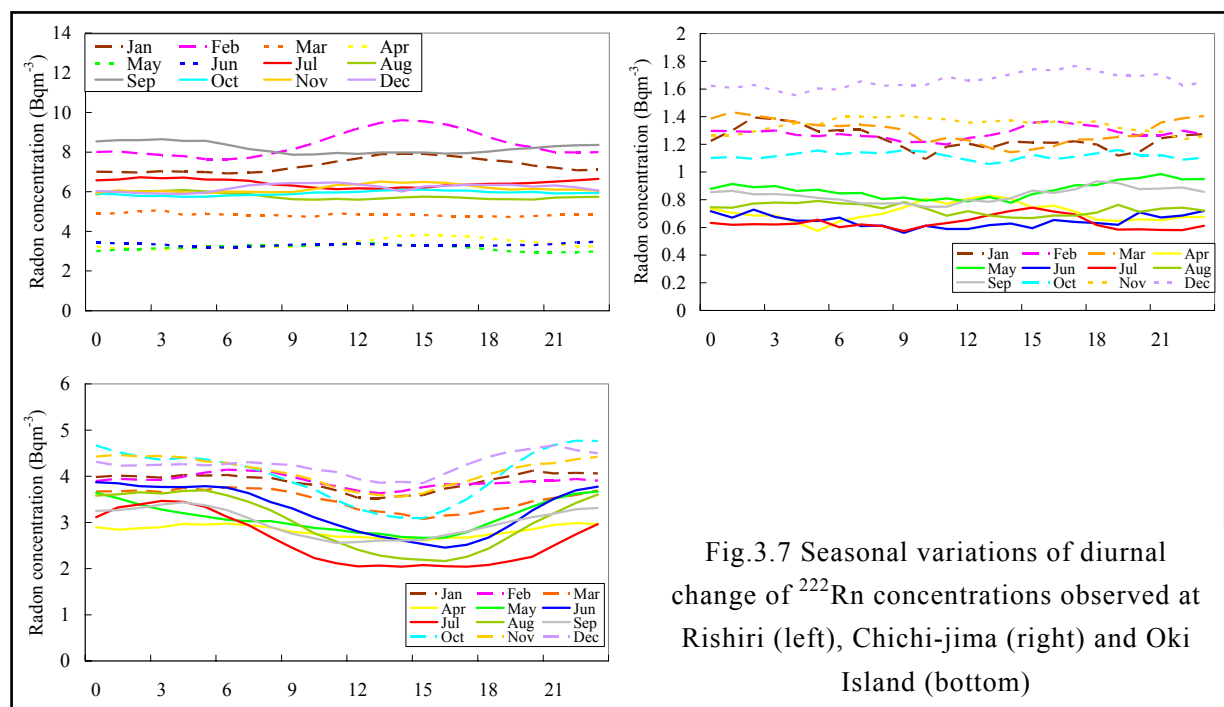 Radon concentration (Bqm⁻³)
14
12
10
8
6
4
2
0
Jan Feb Mar Apr
May Jun Jul Aug
Sep Oct Nov Dec
0 3 6 9 12 15 18 21
Radon concentration (Bqm⁻³)
2
1.8
1.6
1.4
1.2
1
0.8
0.6
0.4
0.2
0
Jan Feb Mar Apr
May Jun Jul Aug
Sep Oct Nov Dec
0 3 6 9 12 15 18 21
Radon concentration (Bqm⁻³)
6
5
4
3
2
1
0
Jan Feb Mar
Apr May Jun
Jul Aug Sep
Oct Nov Dec
0 3 6 9 12 15 18 21
Fig.3.7 Seasonal variations of diurnal
change of ²²²Rn concentrations observed at
Rishiri (left), Chichi-jima (right) and Oki
Island (bottom)